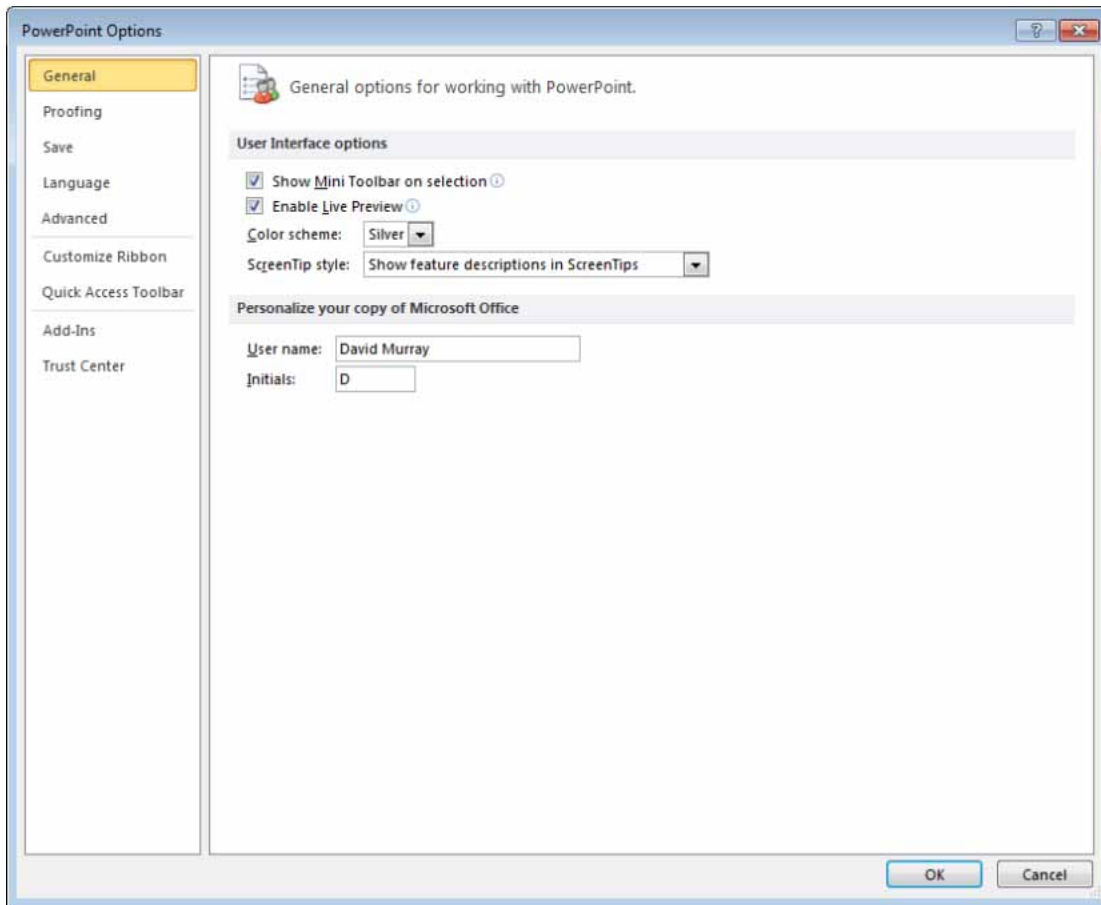 PowerPoint Options
General
Proofing
Save
Language
Advanced
Customize Ribbon
Quick Access Toolbar
Add-Ins
Trust Center
General options for working with PowerPoint.
User Interface options
Show Mini Toolbar on selection
Enable Live Preview
Color scheme: Silver
ScreenTip style: Show feature descriptions in ScreenTips
Personalize your copy of Microsoft Office
User name: David Murray
Initials: D
OK Cancel